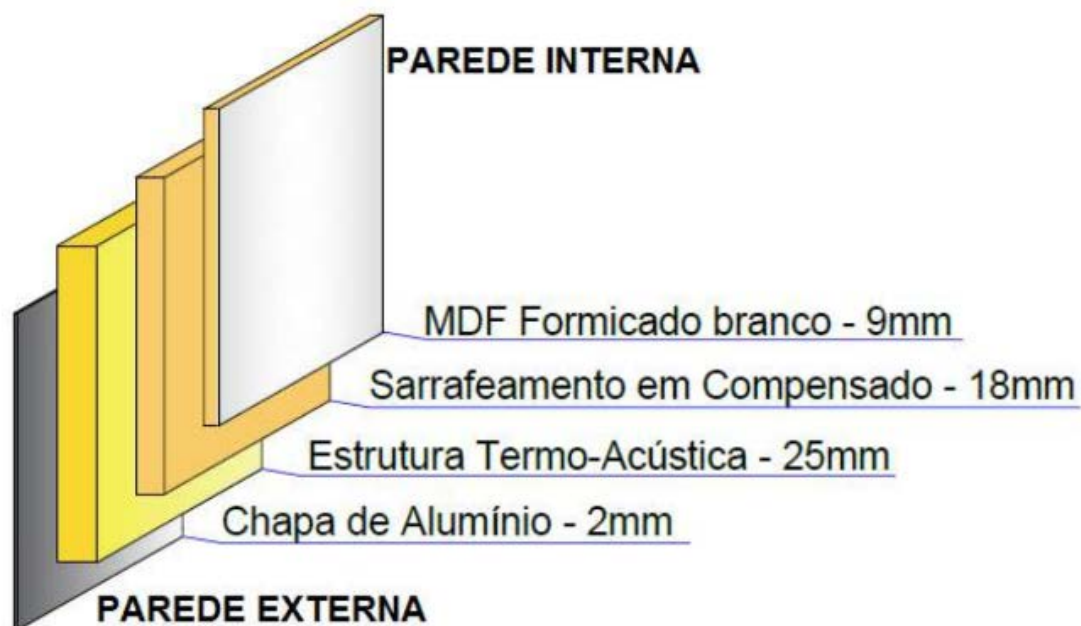 PAREDE INTERNA
MDF Formicado branco - 9mm
Sarrafeamento em Compensado - 18mm
Estrutura Termo-Acústica - 25mm
Chapa de Alumínio - 2mm
PAREDE EXTERNA